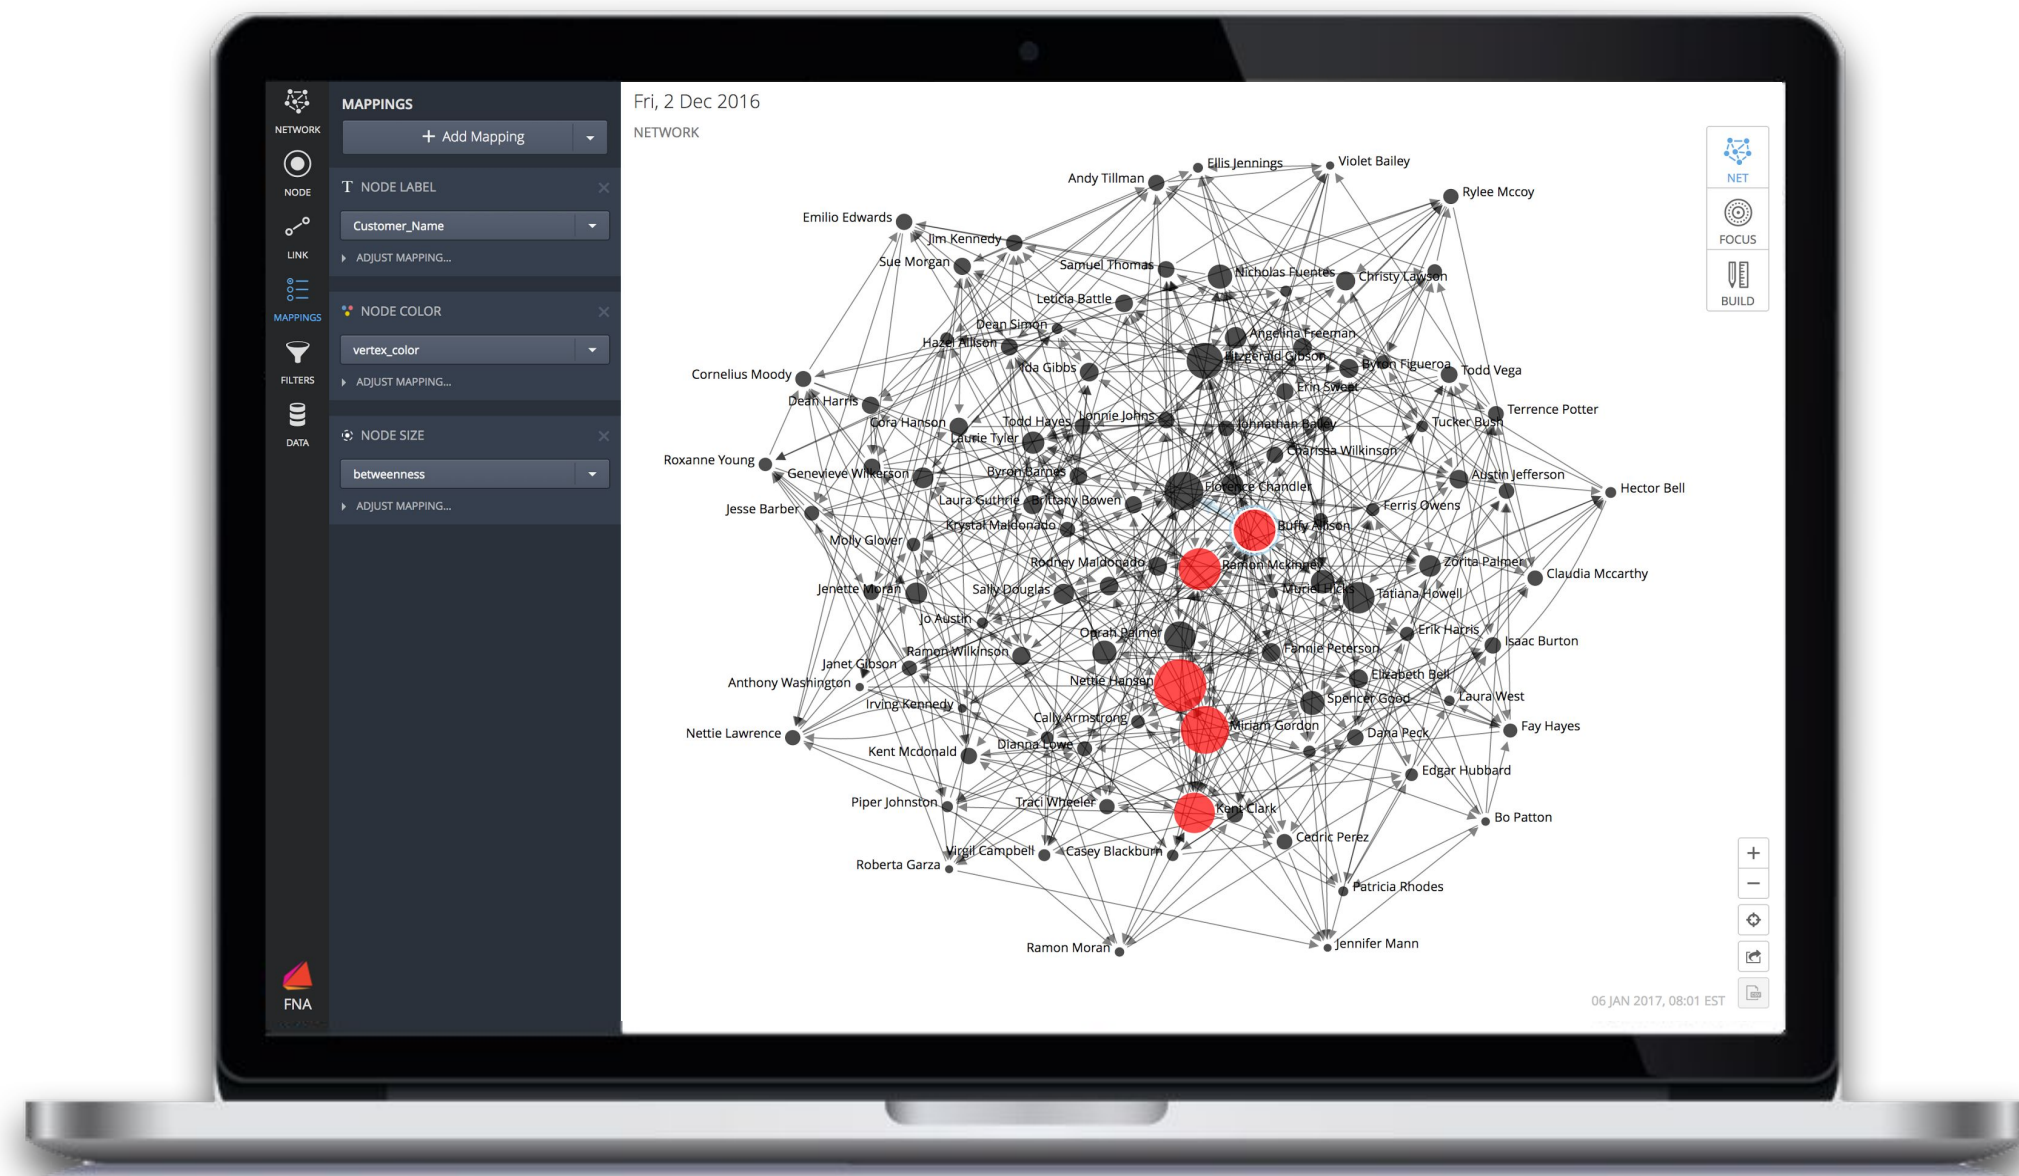 NETWORK
NODE
LINK
MAPPINGS
FILTERS
DATA
FNA
MAPPINGS
+ Add Mapping
T NODE LABEL
Customer_Name
ADJUST MAPPING...
NODE COLOR
vertex_color
ADJUST MAPPING...
NODE SIZE
betweenness
ADJUST MAPPING...
Fri, 2 Dec 2016
NETWORK
Ellis Jennings
Violet Bailey
Andy Tillman
Rylee Mccoy
Emilio Edwards
Jim Kennedy
Sue Morgan
Samuel Thomas
Nicholas Fuentes
Christy Lawson
Leticia Battle
Dean Simon
Angelina Freeman
Hazel Allison
Fitzgerald Gibson
Ida Gibbs
Byron Figueroa
Todd Vega
Cornelius Moody
Erin Sweet
Dean Harris
Terrence Potter
Cora Hanson
Todd Hayes
Lonnie Johns
Johnathan Bailey
Tucker Bush
Laurie Tyler
Charissa Wilkinson
Roxanne Young
Genevieve Wilkerson
Byron Barnes
Austin Jefferson
Florence Chandler
Hector Bell
Laura Guthrie
Brittany Bowen
Jesse Barber
Ferris Owens
Krystal Maldonado
Buffy Allison
Molly Glover
Rodney Maldonado
Ramon Mckinney
Zorita Palmer
Claudia Mccarthy
Jenette Moran
Sally Douglas
Muriel Hicks
Tatiana Howell
Jo Austin
Oprah Palmer
Erik Harris
Isaac Burton
Ramon Wilkinson
Fannie Peterson
Janet Gibson
Elizabeth Bell
Anthony Washington
Nettie Hansen
Irving Kennedy
Spencer Good
Laura West
Cally Armstrong
Miriam Gordon
Fay Hayes
Nettie Lawrence
Dana Peck
Kent Mcdonald
Dianna Lowe
Edgar Hubbard
Piper Johnston
Traci Wheeler
Kent Clark
Bo Patton
Cedric Perez
Virgil Campbell
Casey Blackburn
Roberta Garza
Patricia Rhodes
Ramon Moran
Jennifer Mann
NET
FOCUS
BUILD
+
−
06 JAN 2017, 08:01 EST